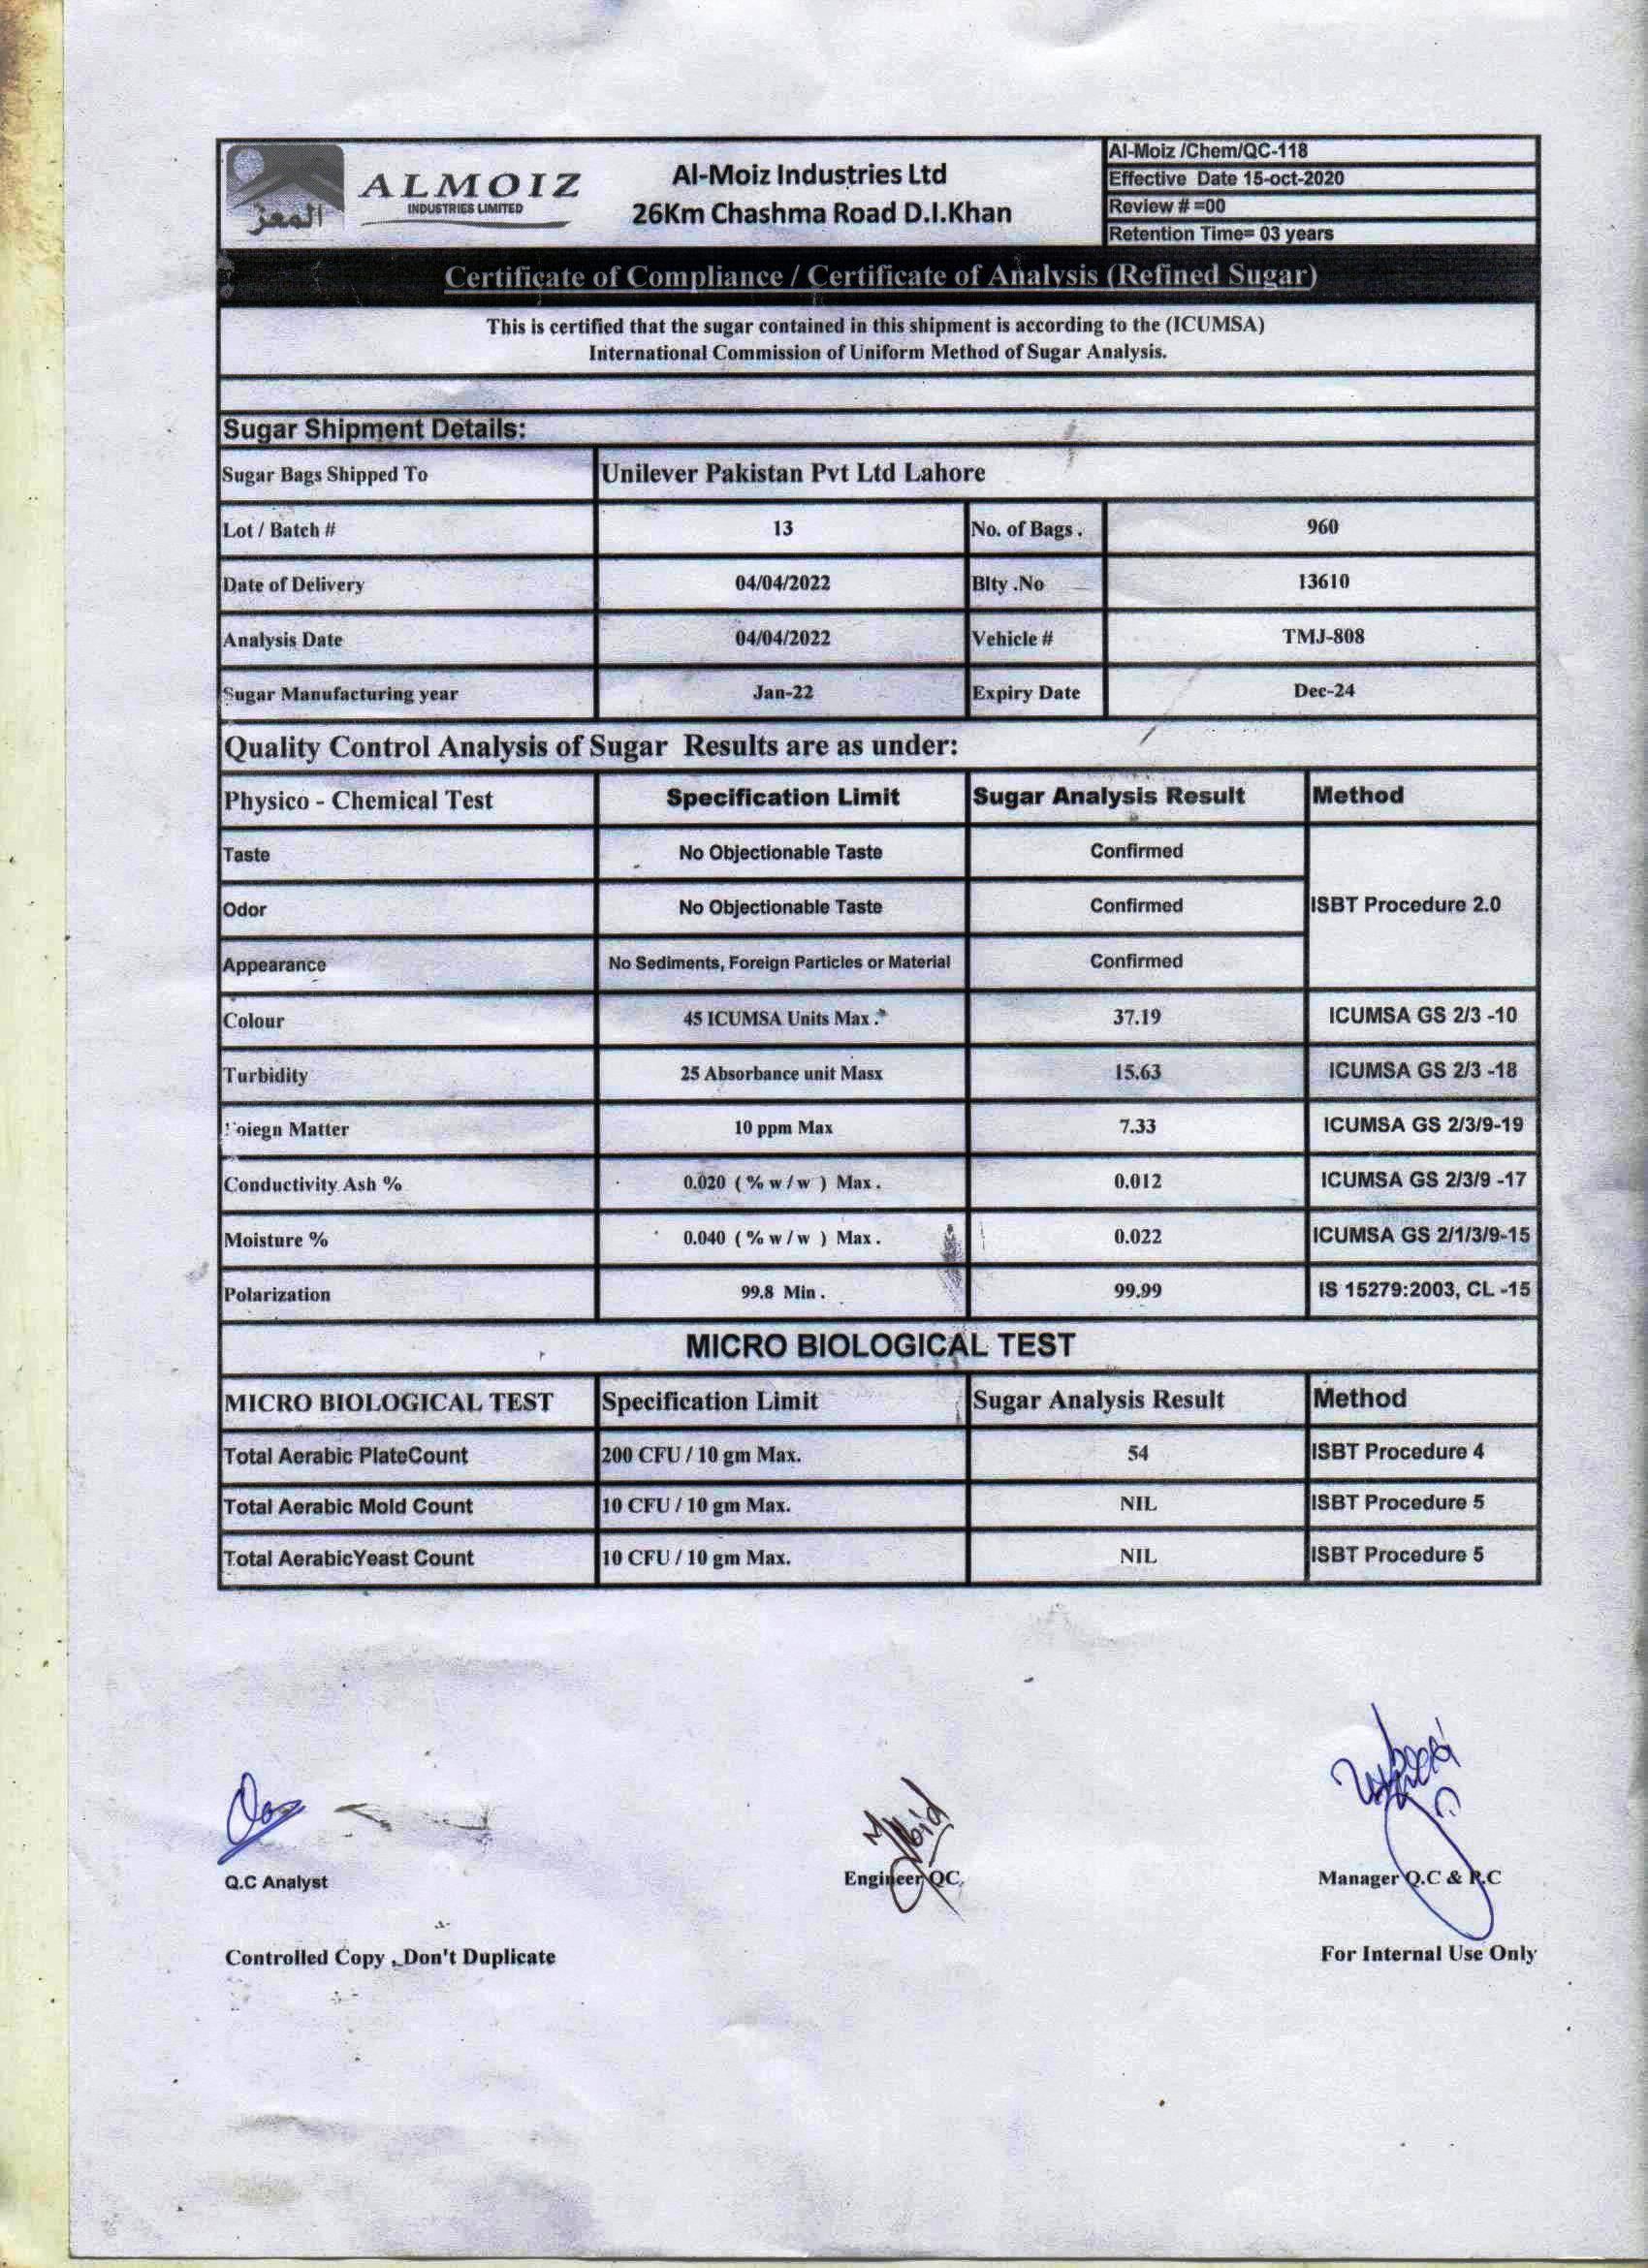 المعز
ALMOIZ
INDUSTRIES LIMITED
Al-Moiz Industries Ltd
26Km Chashma Road D.I.Khan
Al-Moiz /Chem/QC-118
Effective Date 15-oct-2020
Review # =00
Retention Time= 03 years
Certificate of Compliance / Certificate of Analysis (Refined Sugar)
This is certified that the sugar contained in this shipment is according to the (ICUMSA)
International Commission of Uniform Method of Sugar Analysis.
Sugar Shipment Details:
Sugar Bags Shipped To Unilever Pakistan Pvt Ltd Lahore
Lot / Batch # 13 No. of Bags . 960
Date of Delivery 04/04/2022 Blty .No 13610
Analysis Date 04/04/2022 Vehicle # TMJ-808
Sugar Manufacturing year Jan-22 Expiry Date Dec-24
Quality Control Analysis of Sugar Results are as under:
Physico - Chemical Test Specification Limit Sugar Analysis Result Method
Taste No Objectionable Taste Confirmed
Odor No Objectionable Taste Confirmed ISBT Procedure 2.0
Appearance No Sediments, Foreign Particles or Material Confirmed
Colour 45 ICUMSA Units Max . 37.19 ICUMSA GS 2/3 -10
Turbidity 25 Absorbance unit Masx 15.63 ICUMSA GS 2/3 -18
Foiegn Matter 10 ppm Max 7.33 ICUMSA GS 2/3/9-19
Conductivity Ash % 0.020 ( % w / w ) Max . 0.012 ICUMSA GS 2/3/9 -17
Moisture % 0.040 ( % w / w ) Max . 0.022 ICUMSA GS 2/1/3/9-15
Polarization 99.8 Min . 99.99 IS 15279:2003, CL -15
MICRO BIOLOGICAL TEST
MICRO BIOLOGICAL TEST Specification Limit Sugar Analysis Result Method
Total Aerabic PlateCount 200 CFU / 10 gm Max. 54 ISBT Procedure 4
Total Aerabic Mold Count 10 CFU / 10 gm Max. NIL ISBT Procedure 5
Total AerabicYeast Count 10 CFU / 10 gm Max. NIL ISBT Procedure 5
Q.C Analyst Engineer QC. Manager Q.C & P.C
Controlled Copy , Don't Duplicate For Internal Use Only